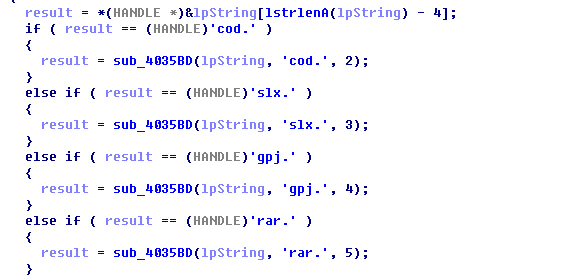 result = *(HANDLE *)&lpString[lstrlenA(lpString) - 4];
if ( result == (HANDLE)'cod.' )
{
result = sub_4035BD(lpString, 'cod.', 2);
}
else if ( result == (HANDLE)'slx.' )
{
result = sub_4035BD(lpString, 'slx.', 3);
}
else if ( result == (HANDLE)'gpj.' )
{
result = sub_4035BD(lpString, 'gpj.', 4);
}
else if ( result == (HANDLE)'rar.' )
{
result = sub_4035BD(lpString, 'rar.', 5);
}